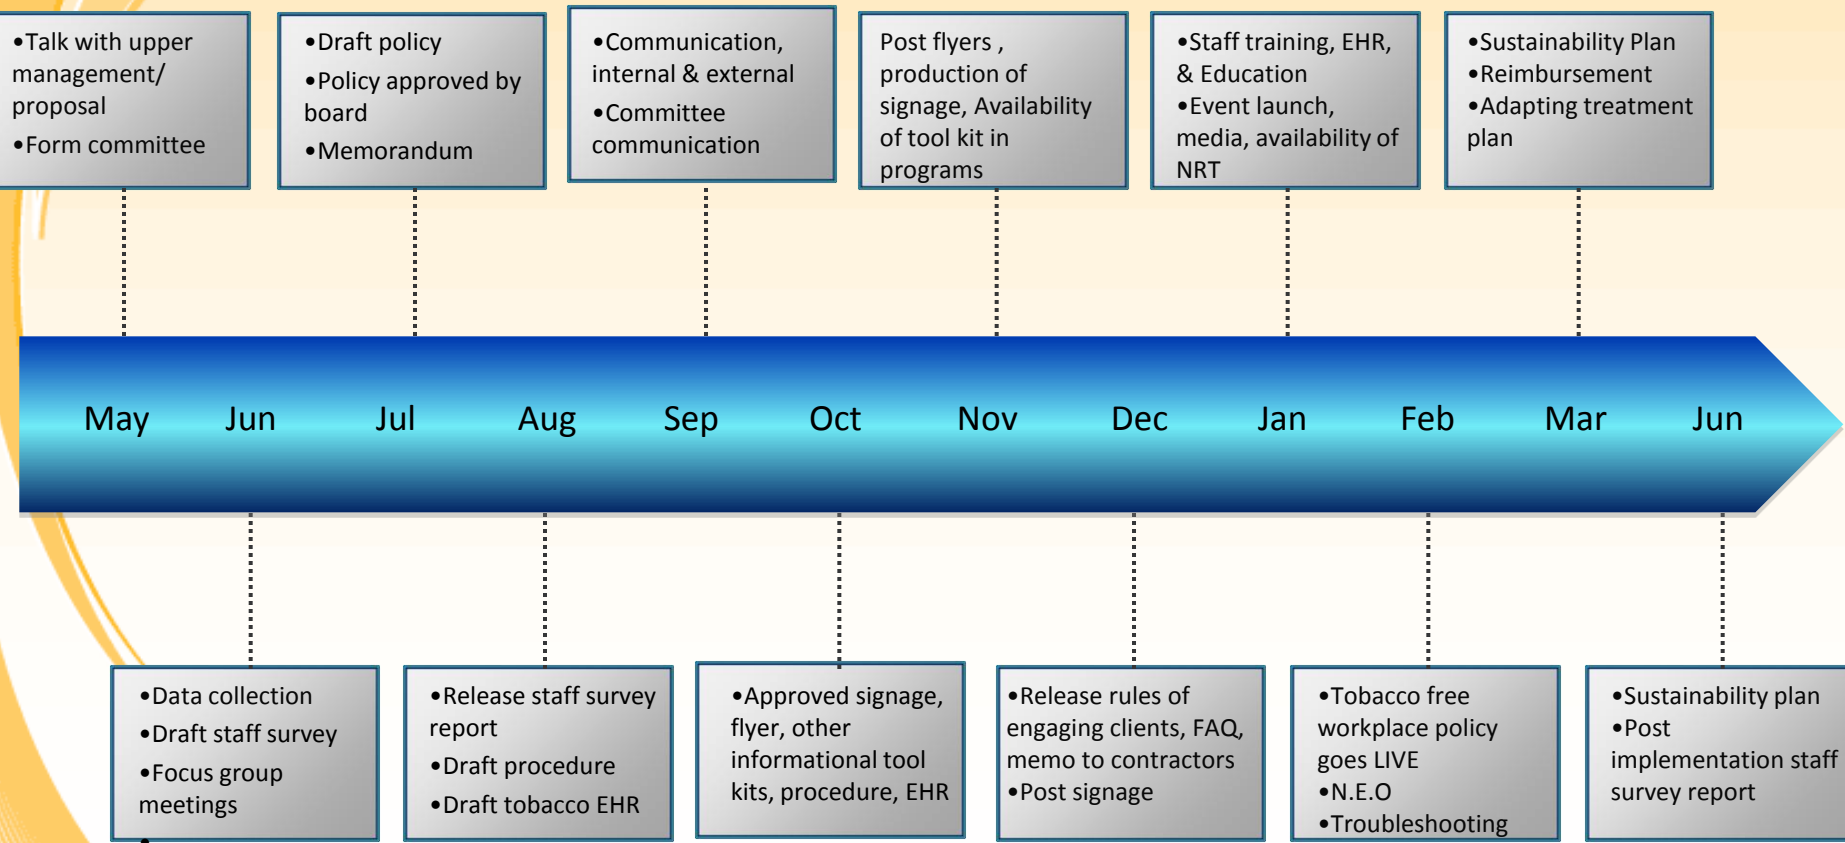 •Talk with upper
management/
proposal
•Form committee
•Draft policy
•Policy approved by
board
•Memorandum
•Communication,
internal & external
•Committee
communication
Post flyers ,
production of
signage, Availability
of tool kit in
programs
•Staff training, EHR,
& Education
•Event launch,
media, availability of
NRT
•Sustainability Plan
•Reimbursement
•Adapting treatment
plan
May Jun Jul Aug Sep Oct Nov Dec Jan Feb Mar Jun
•Data collection
•Draft staff survey
•Focus group
meetings
•
•Release staff survey
report
•Draft procedure
•Draft tobacco EHR
•Approved signage,
flyer, other
informational tool
kits, procedure, EHR
•Release rules of
engaging clients, FAQ,
memo to contractors
•Post signage
•Tobacco free
workplace policy
goes LIVE
•N.E.O
•Troubleshooting
•Sustainability plan
•Post
implementation staff
survey report